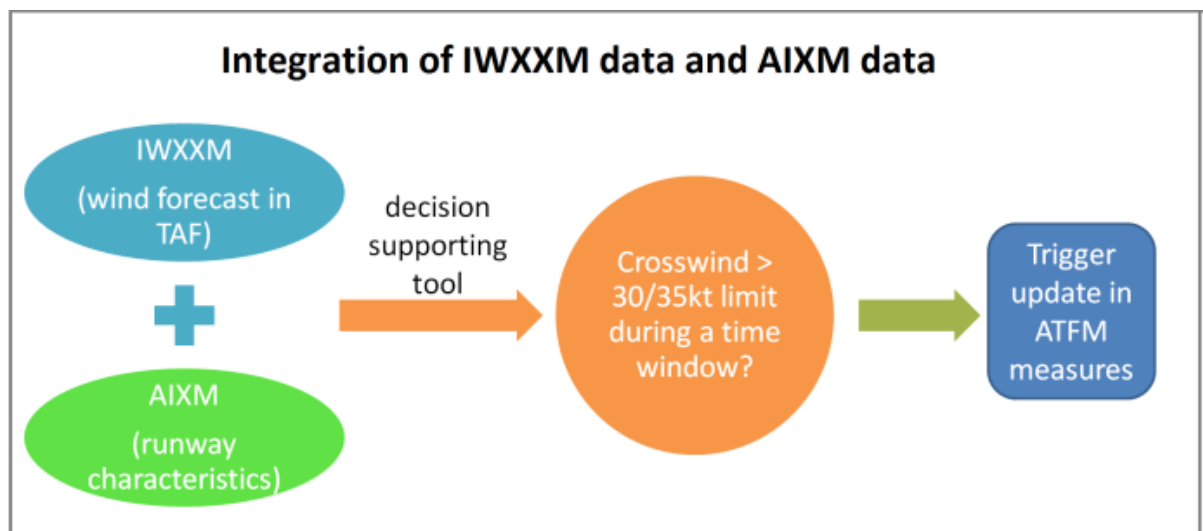 Integration of IWXXM data and AIXM data
IWXXM
(wind forecast in
TAF)
AIXM
(runway
characteristics)
decision
supporting
tool
Crosswind >
30/35kt limit
during a time
window?
Trigger
update in
ATFM
measures